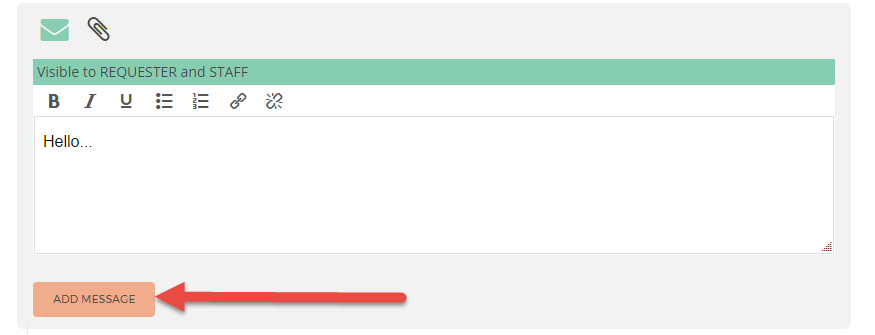 Visible to REQUESTER and STAFF
B I U
Hello...
ADD MESSAGE